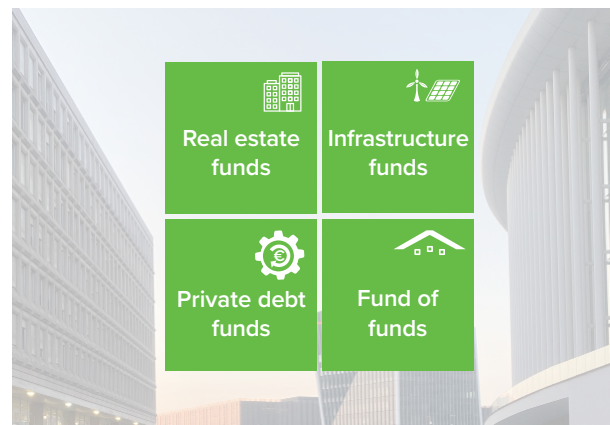 Real estate
funds
Infrastructure
funds
Private debt
funds
Fund of
funds